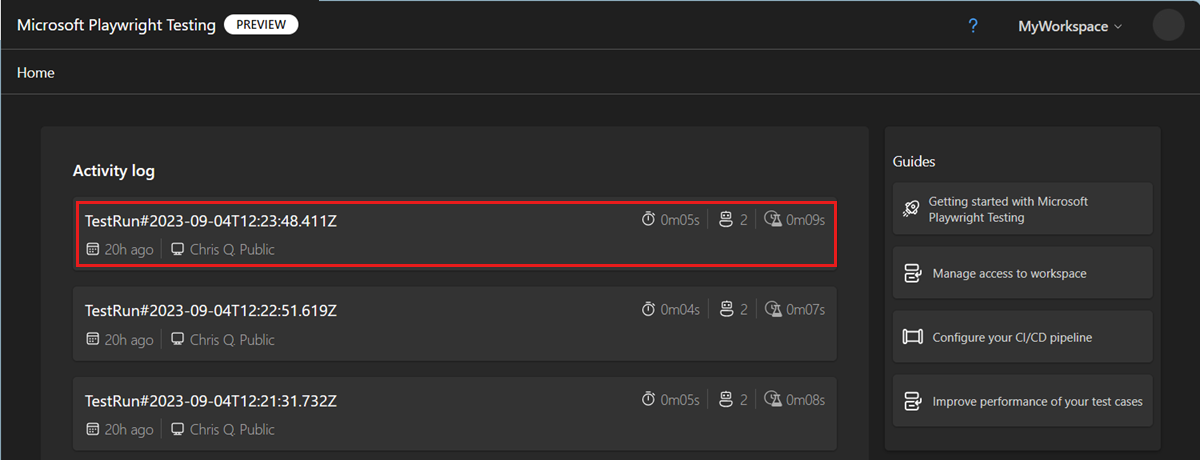 Microsoft Playwright Testing PREVIEW
? MyWorkspace
Home
Activity log
TestRun#2023-09-04T12:23:48.411Z
0m05s 2 0m09s
20h ago Chris Q. Public
TestRun#2023-09-04T12:22:51.619Z
0m04s 2 0m07s
20h ago Chris Q. Public
TestRun#2023-09-04T12:21:31.732Z
0m05s 2 0m08s
20h ago Chris Q. Public
Guides
Getting started with Microsoft
Playwright Testing
Manage access to workspace
Configure your CI/CD pipeline
Improve performance of your test cases